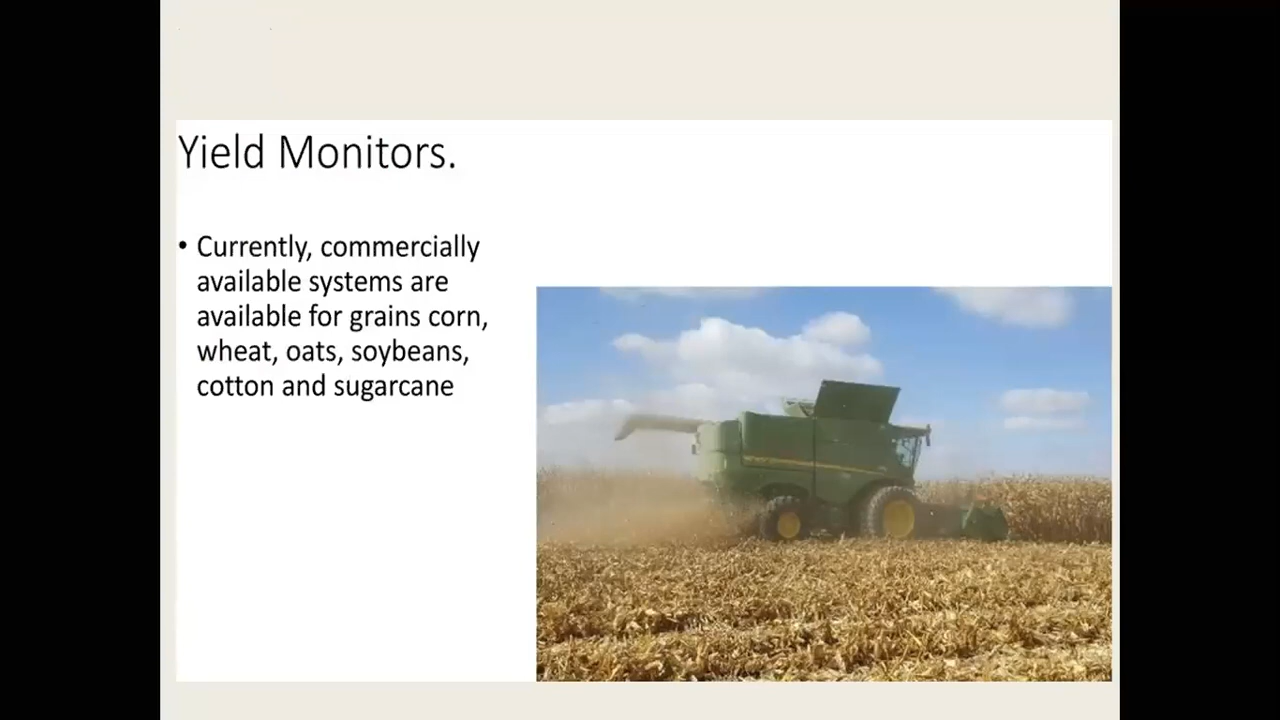 Yield Monitors.
• Currently, commercially
available systems are
available for grains corn,
wheat, oats, soybeans,
cotton and sugarcane